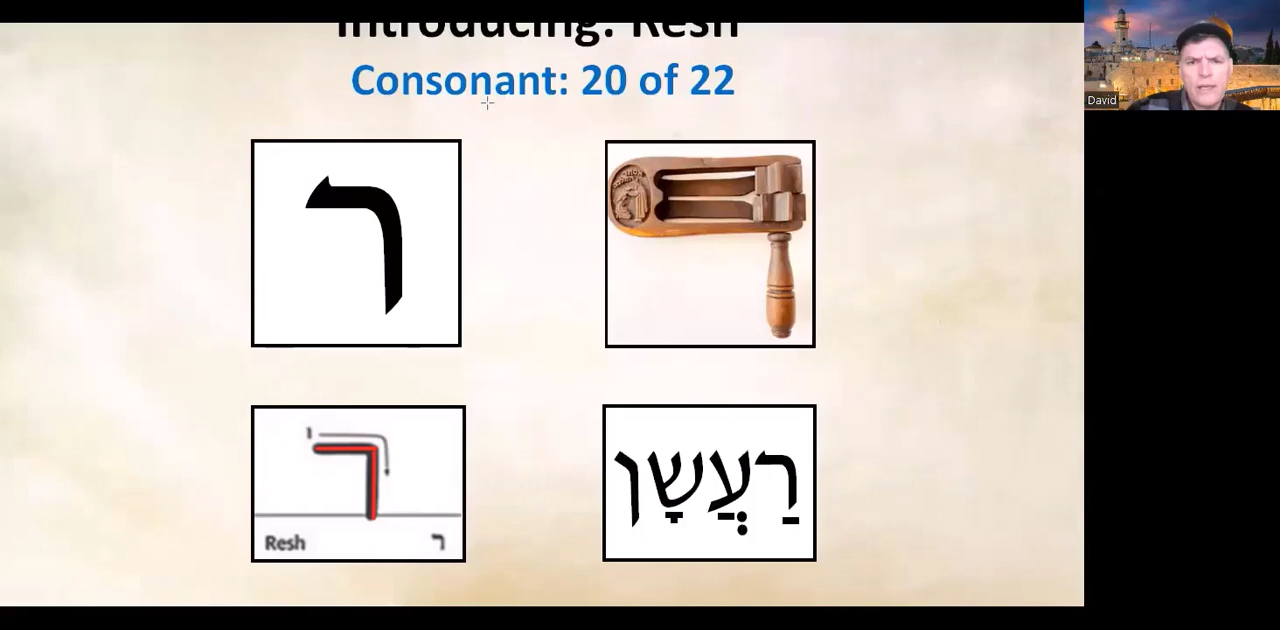 Introducing: Resh
Consonant: 20 of 22
David
ר
1
Resh ר
רַעֲשָׁן